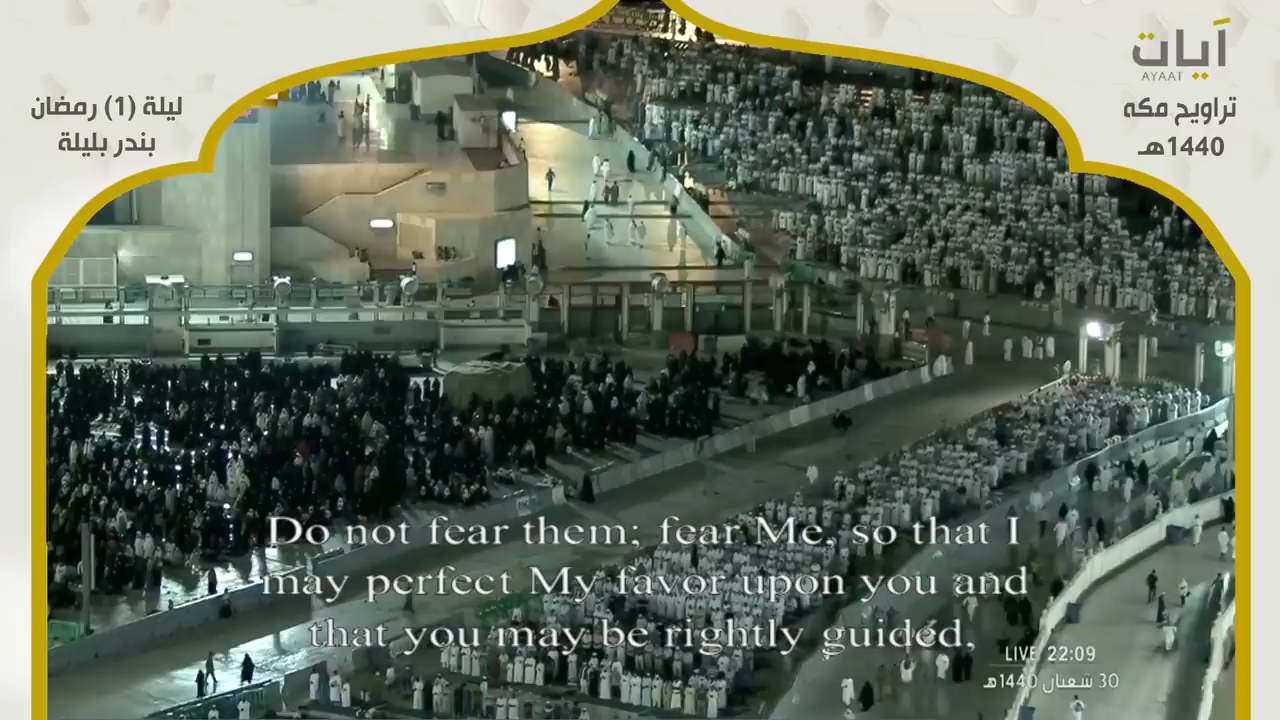 آيات
AYAAT
تراويح مكه
1440هـ
ليلة (1) رمضان
بندر بليلة
Do not fear them; fear Me, so that I
may perfect My favor upon you and
that you may be rightly guided,
LIVE 22:09
30 شعبان 1440هـ